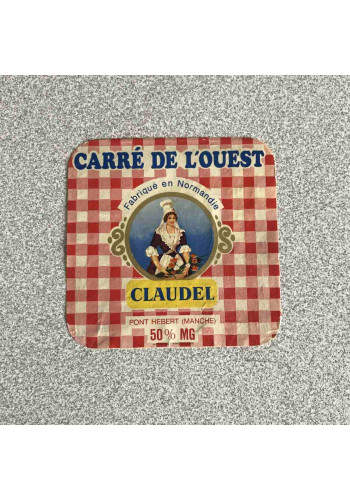 CARRÉ DE L'OUEST
Fabriqué en Normandie
CLAUDEL
PONT HEBERT (MANCHE)
50% MG